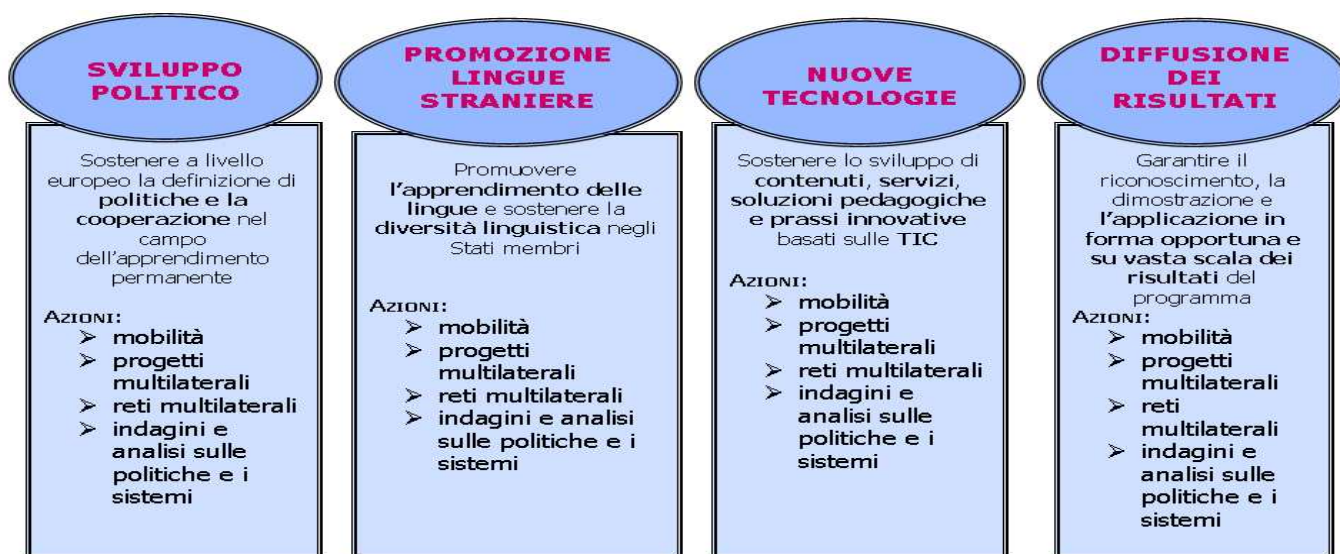 SVILUPPO
POLITICO
Sostenere a livello
europeo la definizione di
politiche e la
cooperazione nel
campo
dell'apprendimento
permanente
AZIONI:
➢ mobilità
➢ progetti
multilaterali
➢ reti multilaterali
➢ indagini e
analisi sulle
politiche e i
sistemi
PROMOZIONE
LINGUE
STRANIERE
Promuovere
l'apprendimento delle
lingue e sostenere la
diversità linguistica negli
Stati membri
AZIONI:
➢ mobilità
➢ progetti
multilaterali
➢ reti multilaterali
➢ indagini e analisi
sulle politiche e i
sistemi
NUOVE
TECNOLOGIE
Sostenere lo sviluppo di
contenuti, servizi,
soluzioni pedagogiche
e prassi innovative
basati sulle TIC
AZIONI:
➢ mobilità
➢ progetti
multilaterali
➢ reti multilaterali
➢ indagini e
analisi sulle
politiche e i
sistemi
DIFFUSIONE
DEI
RISULTATI
Garantire il
riconoscimento, la
dimostrazione e
l'applicazione in
forma opportuna e
su vasta scala dei
risultati del
programma
AZIONI:
➢ mobilità
➢ progetti
multilaterali
➢ reti
multilaterali
➢ indagini e
analisi sulle
politiche e i
sistemi